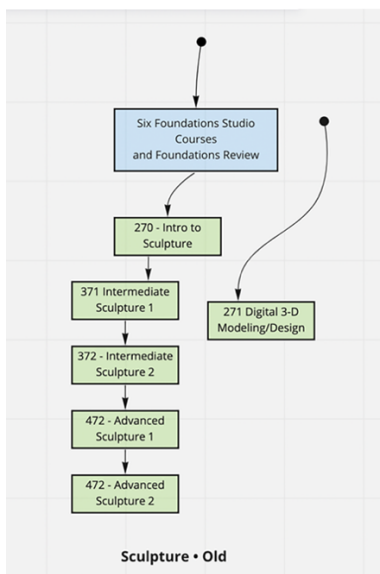 Six Foundations Studio
Courses
and Foundations Review
270 - Intro to
Sculpture
371 Intermediate
Sculpture 1
271 Digital 3-D
Modeling/Design
372 - Intermediate
Sculpture 2
472 - Advanced
Sculpture 1
472 - Advanced
Sculpture 2
Sculpture • Old